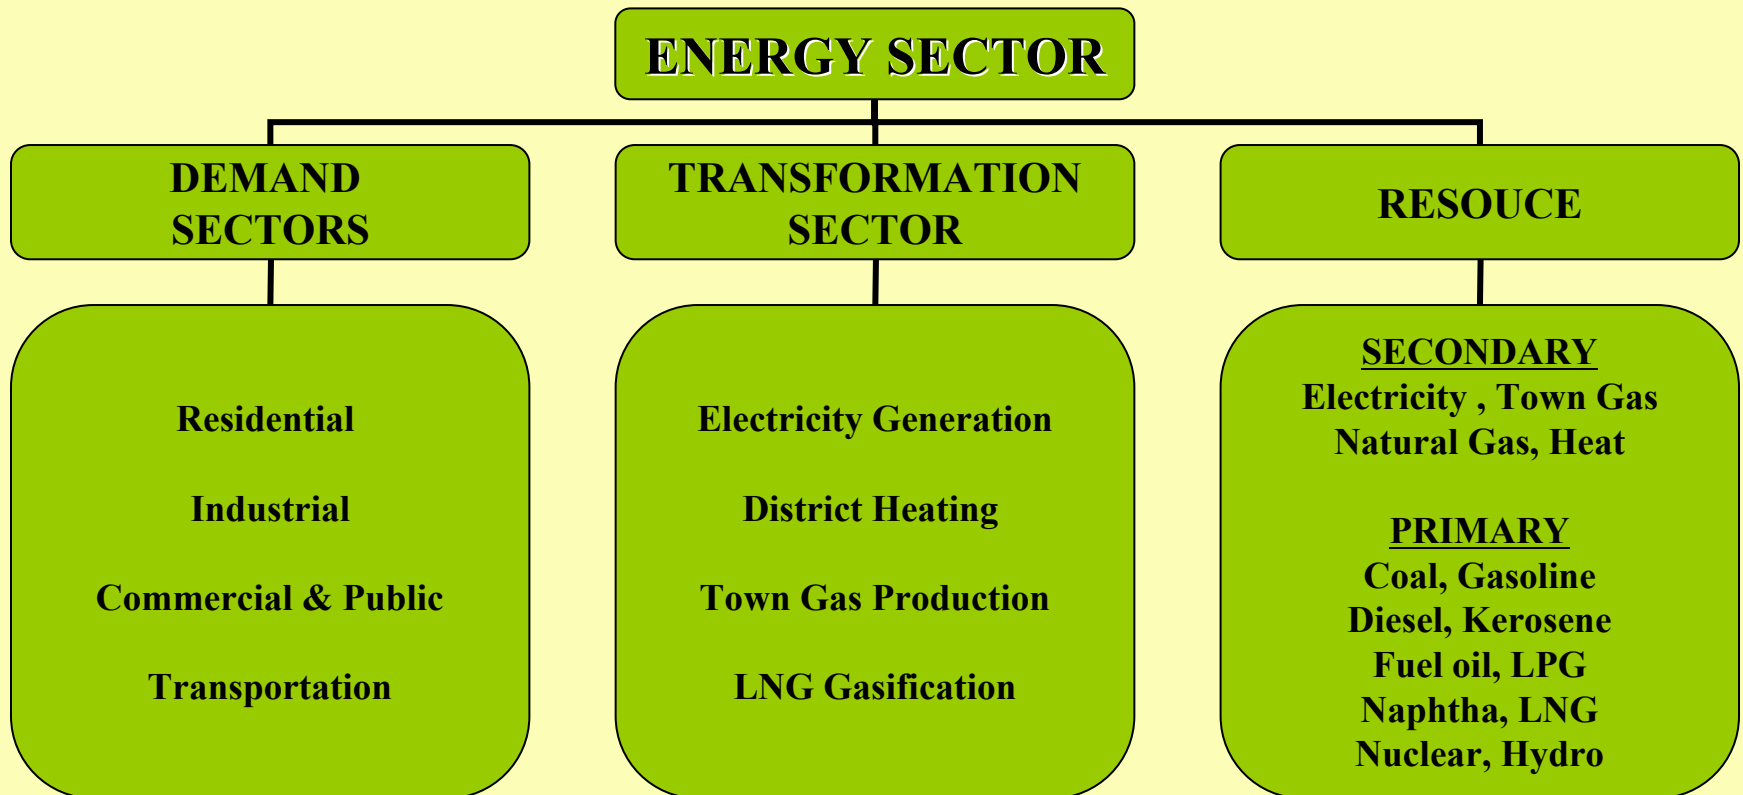 ENERGY SECTOR
DEMAND
SECTORS
TRANSFORMATION
SECTOR
RESOUCE
Residential
Industrial
Commercial & Public
Transportation
Electricity Generation
District Heating
Town Gas Production
LNG Gasification
SECONDARY
Electricity , Town Gas
Natural Gas, Heat
PRIMARY
Coal, Gasoline
Diesel, Kerosene
Fuel oil, LPG
Naphtha, LNG
Nuclear, Hydro